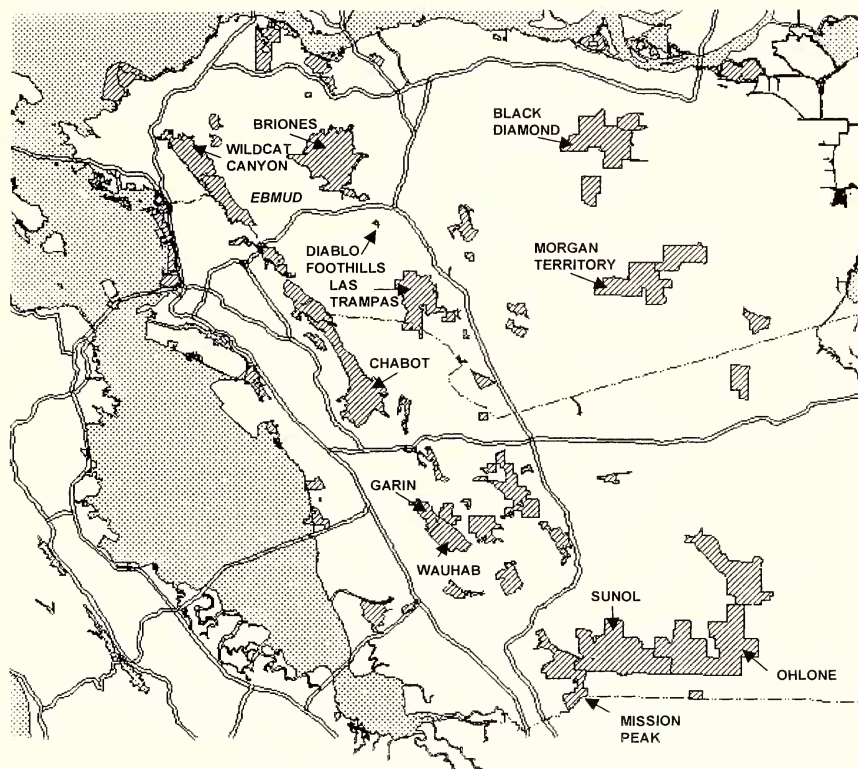 BLACK
DIAMOND
BRIONES
WILDCAT
CANYON
EBMUD
DIABLO
FOOTHILLS
LAS
TRAMPAS
MORGAN
TERRITORY
CHABOT
GARIN
WAUHAB
SUNOL
OHLONE
MISSION
PEAK